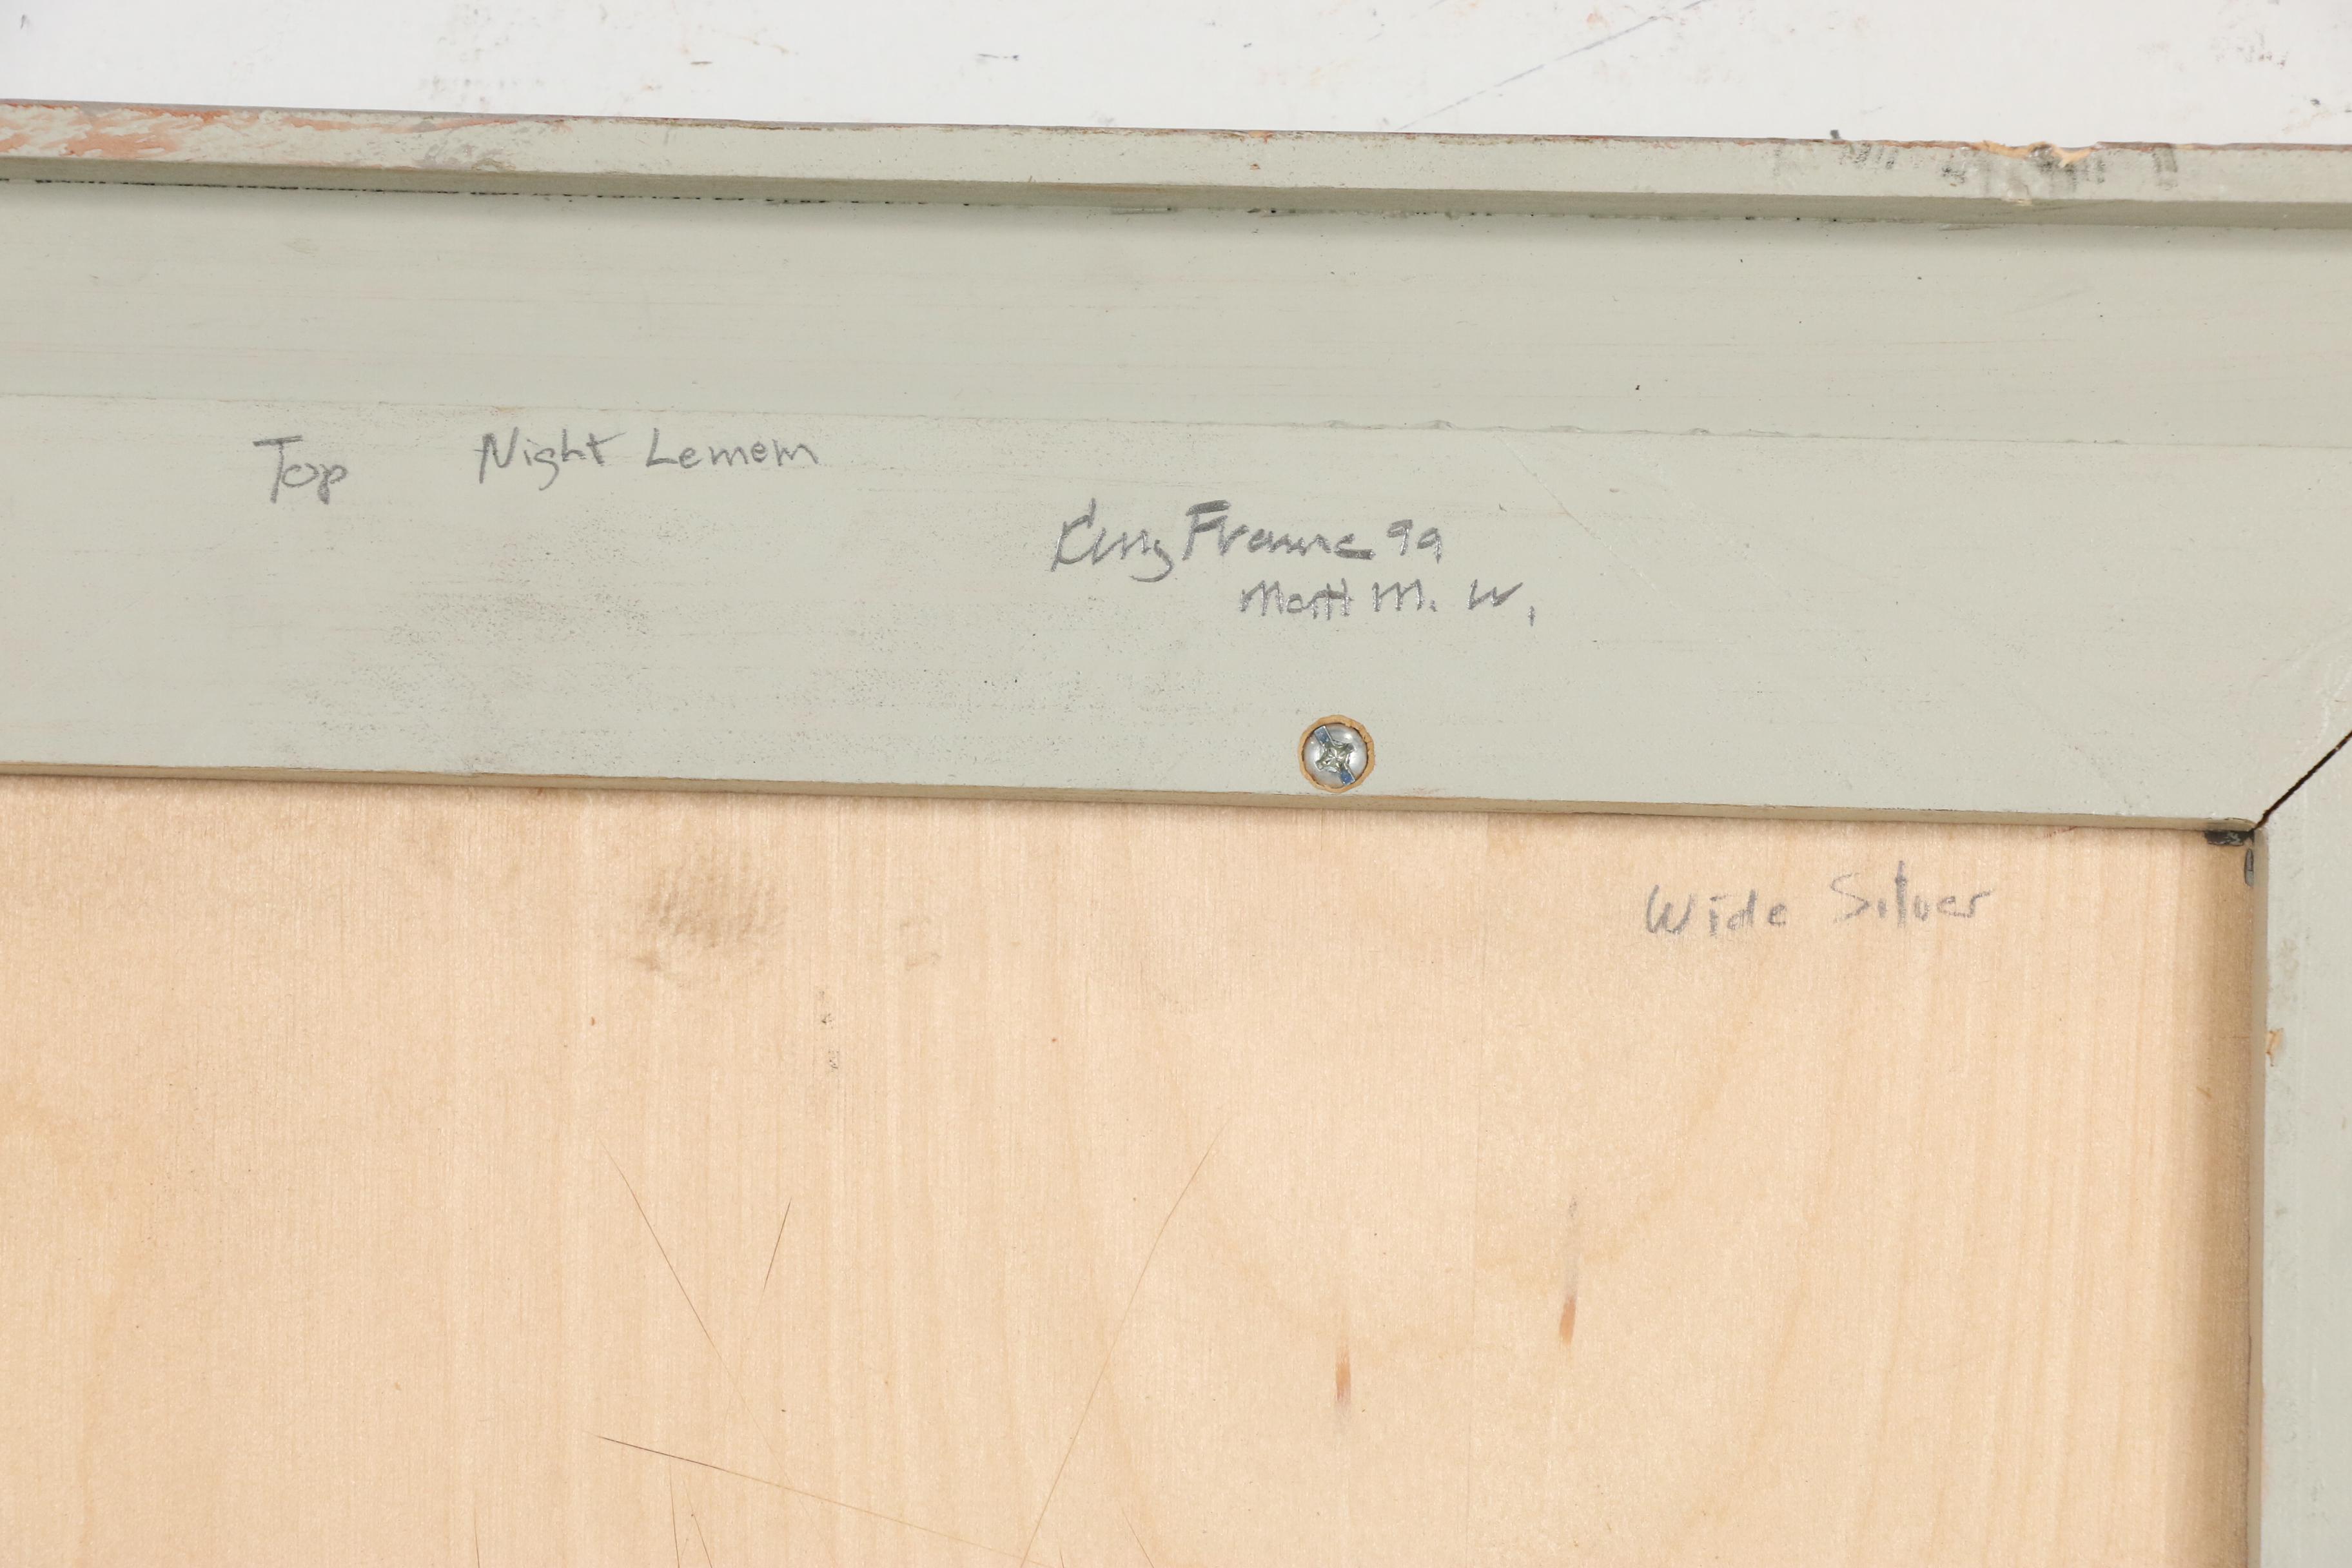 Top Night Lemem
King Frame 99
Matt M. W.
Wide Silver